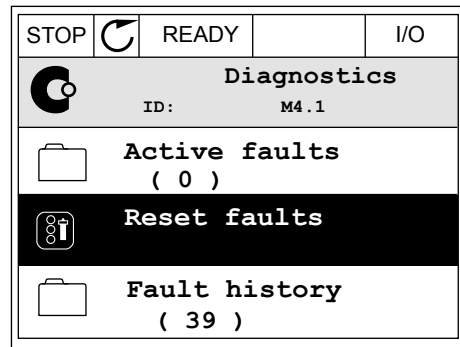 STOP READY I/O
Diagnostics
ID: M4.1
Active faults
( 0 )
Reset faults
Fault history
( 39 )